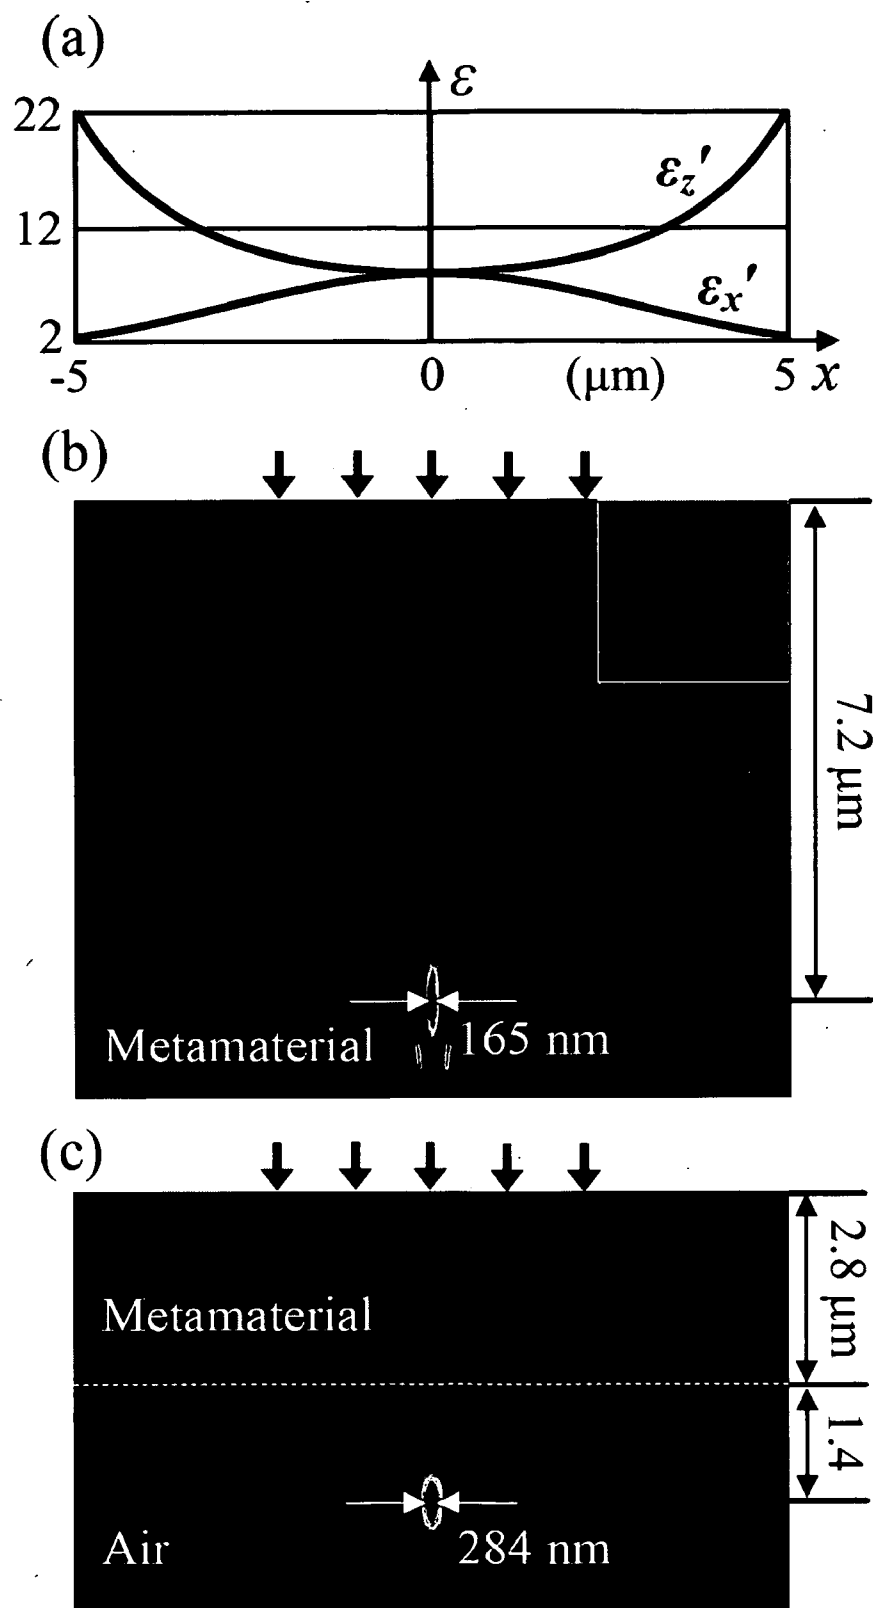 (a)
ε
22
εz′
12
εx′
2
-5 0 (μm) 5 x
(b)
7.2 μm
165 nm
Metamaterial
(c)
2.8 μm
Metamaterial
1.4
284 nm
Air